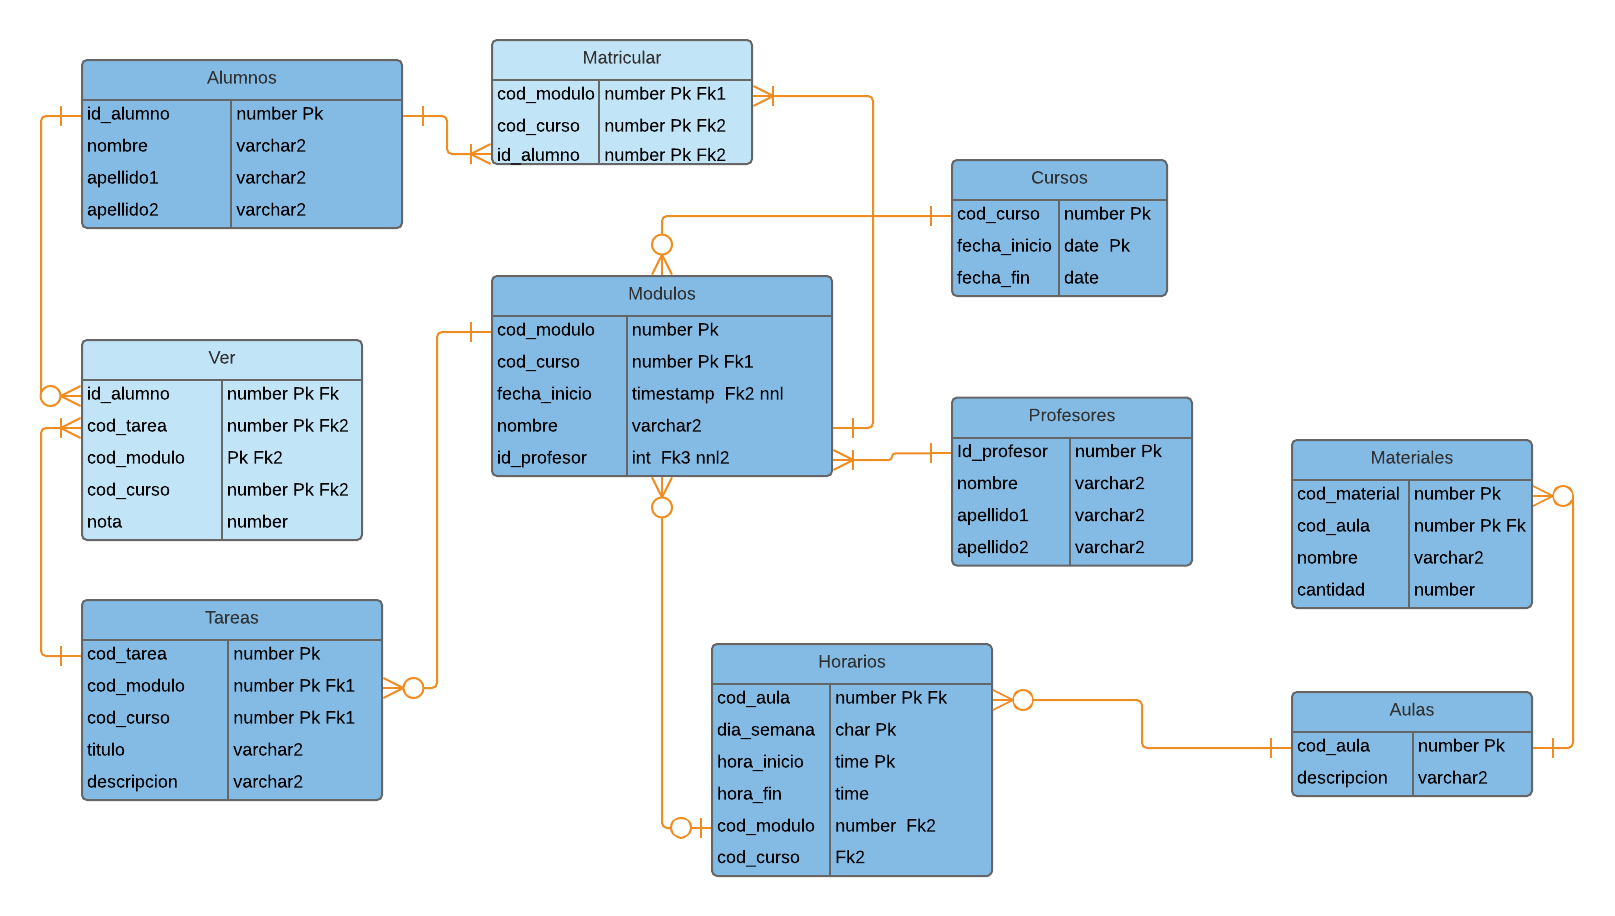 Alumnos
id_alumno number Pk
nombre varchar2
apellido1 varchar2
apellido2 varchar2
Matricular
cod_modulo number Pk Fk1
cod_curso number Pk Fk2
id_alumno number Pk Fk2
Cursos
cod_curso number Pk
fecha_inicio date Pk
fecha_fin date
Modulos
cod_modulo number Pk
cod_curso number Pk Fk1
fecha_inicio timestamp Fk2 nnl
nombre varchar2
id_profesor int Fk3 nnl2
Ver
id_alumno number Pk Fk
cod_tarea number Pk Fk2
cod_modulo Pk Fk2
cod_curso number Pk Fk2
nota number
Profesores
Id_profesor number Pk
nombre varchar2
apellido1 varchar2
apellido2 varchar2
Materiales
cod_material number Pk
cod_aula number Pk Fk
nombre varchar2
cantidad number
Tareas
cod_tarea number Pk
cod_modulo number Pk Fk1
cod_curso number Pk Fk1
titulo varchar2
descripcion varchar2
Horarios
cod_aula number Pk Fk
dia_semana char Pk
hora_inicio time Pk
hora_fin time
cod_modulo number Fk2
cod_curso Fk2
Aulas
cod_aula number Pk
descripcion varchar2